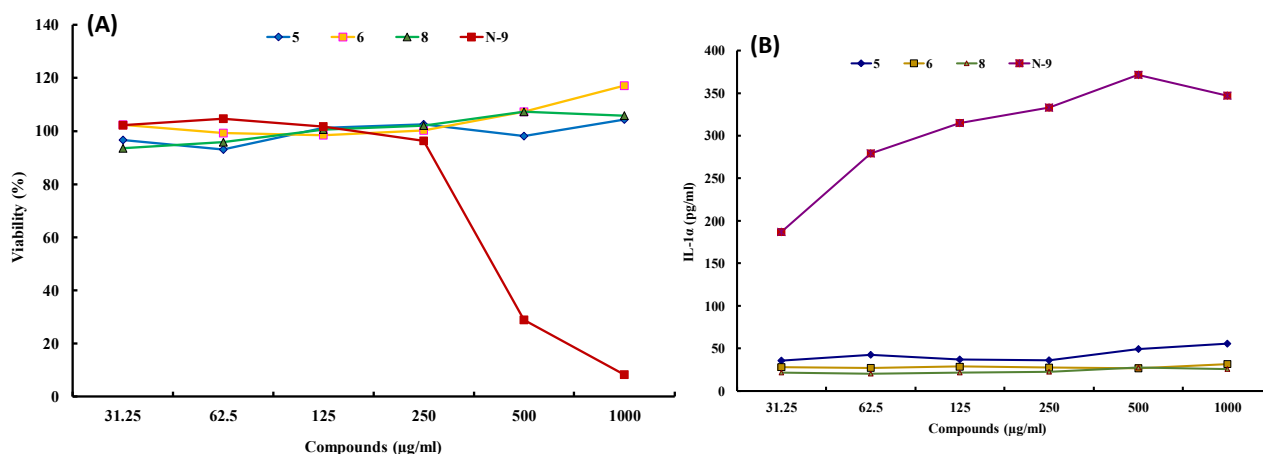 (A)
5 6 8 N-9
140
120
100
80
60
40
20
0
Viability (%)
31.25 62.5 125 250 500 1000
Compounds (µg/ml)
(B)
5 6 8 N-9
400
350
300
250
200
150
100
50
0
IL-1α (pg/ml)
31.25 62.5 125 250 500 1000
Compounds (µg/ml)